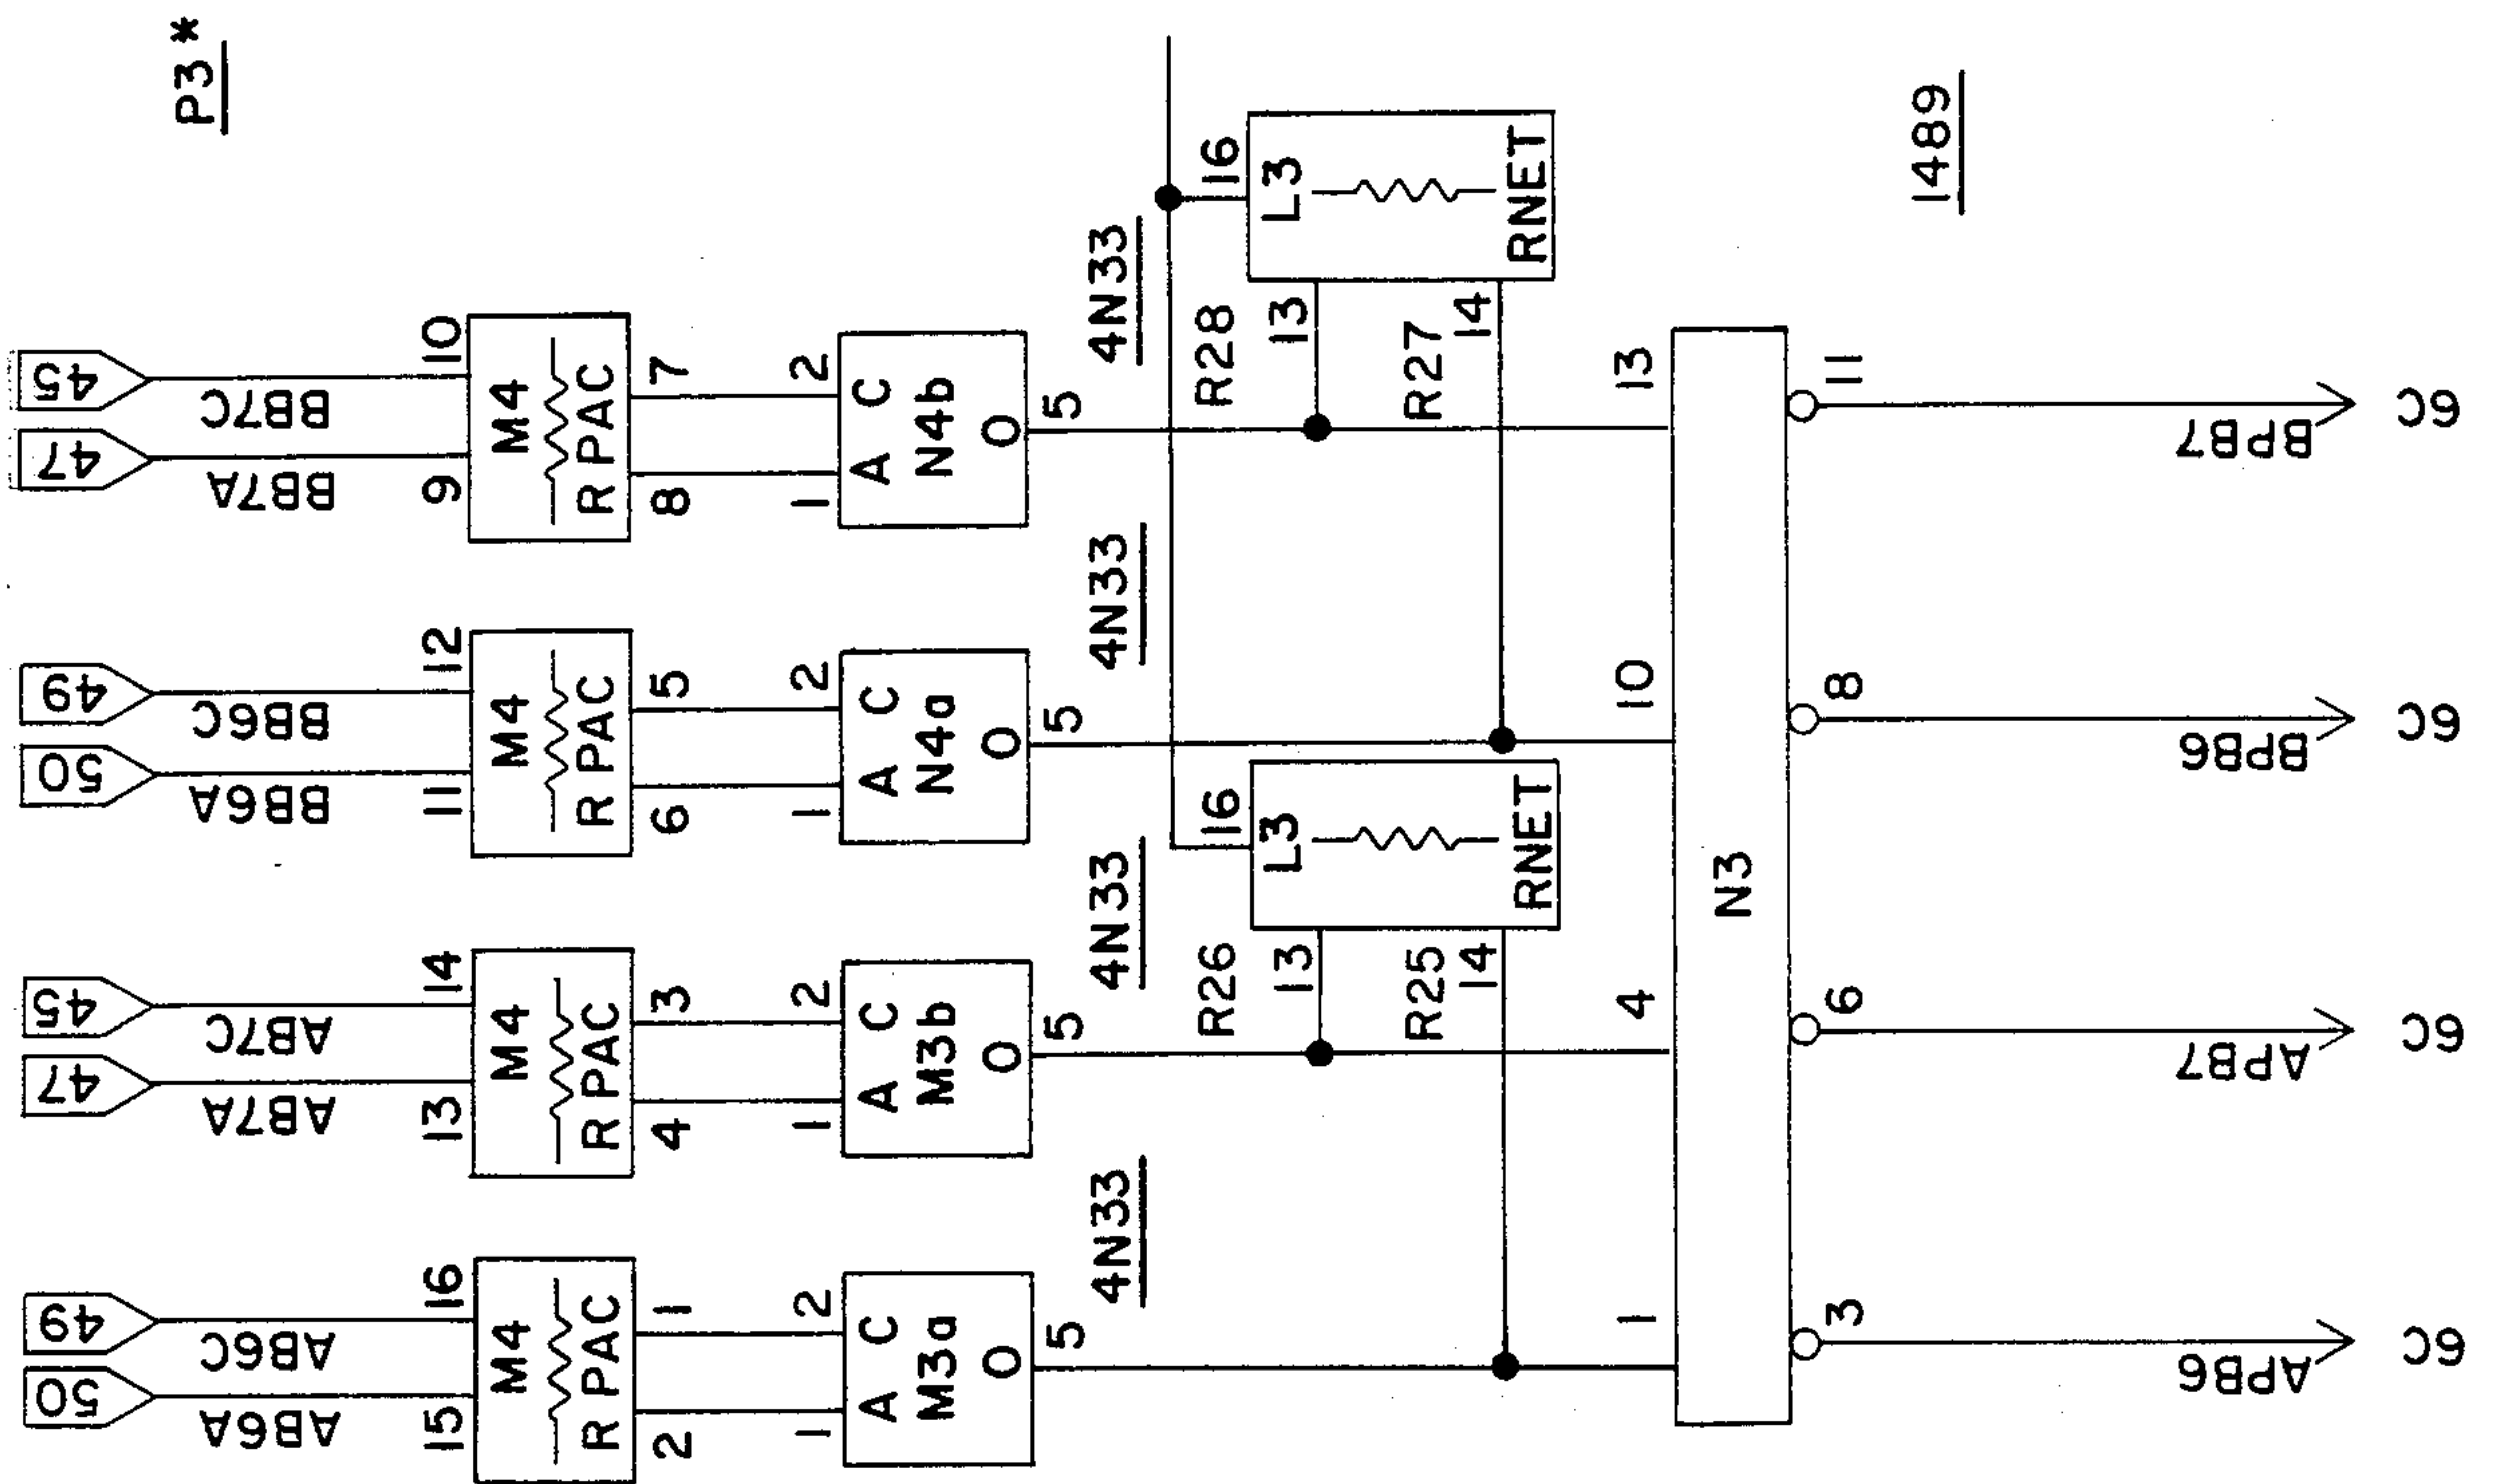 P3*
45
BB7C
47
BB7A
49
BB6C
50
BB6A
45
AB7C
47
AB7A
49
AB6C
50
AB6A
10
9
M4
R PAC
7
8
12
11
M4
R PAC
5
6
14
13
M4
R PAC
3
4
16
15
M4
R PAC
1
2
2
1
A C
N4b
O
5
4N33
2
1
A C
N4a
O
5
4N33
2
1
A C
M3b
O
5
4N33
2
1
A C
M3a
O
5
4N33
16
L3
RNET
R28
13
R27
14
16
L3
RNET
R26
13
R25
14
13
10
4
1
N3
1489
11
8
6
3
BPB7
6C
BPB6
6C
APB7
6C
APB6
6C